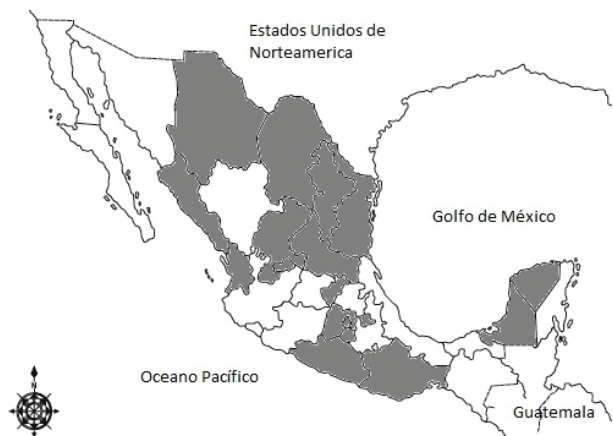 Estados Unidos de
Norteamerica
Golfo de México
Oceano Pacífico
Guatemala
N